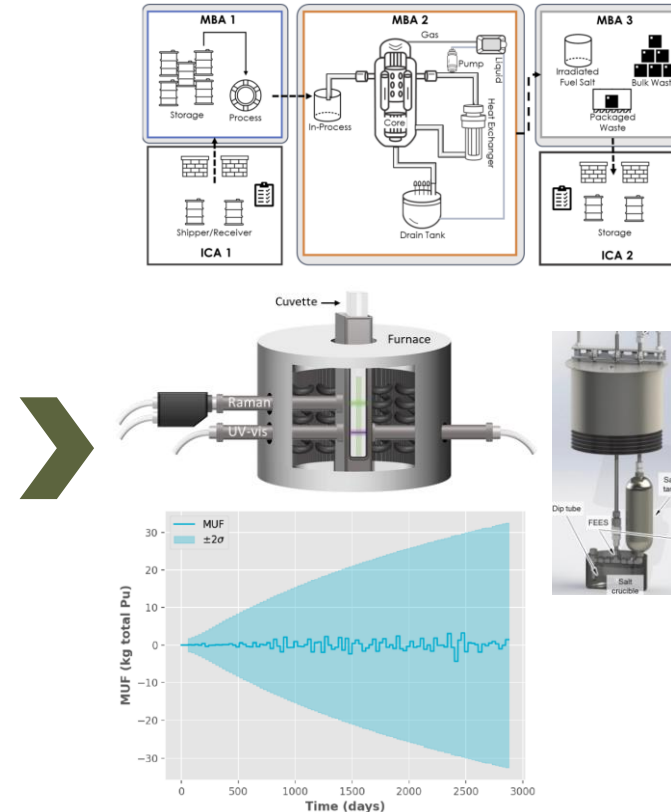 MBA 1
Storage
Process
MBA 2
Gas
Pump
Liquid
In-Process
Core
Heat Exchanger
Drain Tank
MBA 3
Irradiated
Fuel Salt
Packaged
Waste
Shipper/Receiver
ICA 1
Storage
ICA 2
Cuvette
Furnace
Raman
UV-vis
Dip tube
FEES
Salt
crucible
MUF
±2σ
MUF (kg total Pu)
30
20
10
0
−10
−20
−30
0
500
1000
1500
2000
2500
3000
Time (days)